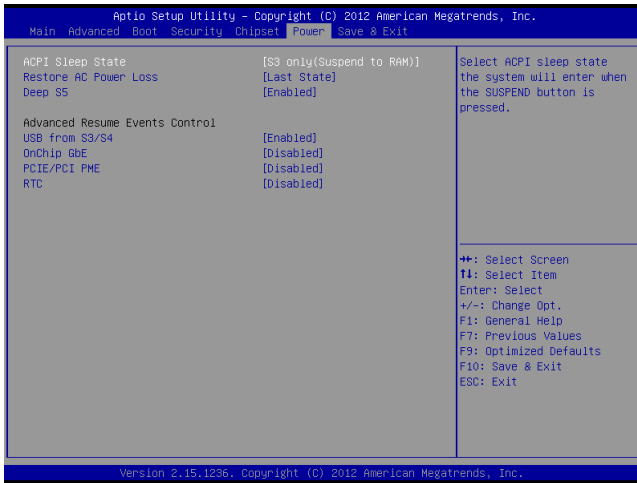 Aptio Setup Utility - Copyright (C) 2012 American Megatrends, Inc.
Main Advanced Boot Security Chipset Power Save & Exit
ACPI Sleep State [S3 only(Suspend to RAM)]
Restore AC Power Loss [Last State]
Deep S5 [Enabled]
Advanced Resume Events Control
USB from S3/S4 [Enabled]
OnChip GbE [Disabled]
PCIE/PCI PME [Disabled]
RTC [Disabled]
Select ACPI sleep state
the system will enter when
the SUSPEND button is
pressed.
→←: Select Screen
↑↓: Select Item
Enter: Select
+/-: Change Opt.
F1: General Help
F7: Previous Values
F9: Optimized Defaults
F10: Save & Exit
ESC: Exit
Version 2.15.1236. Copyright (C) 2012 American Megatrends, Inc.